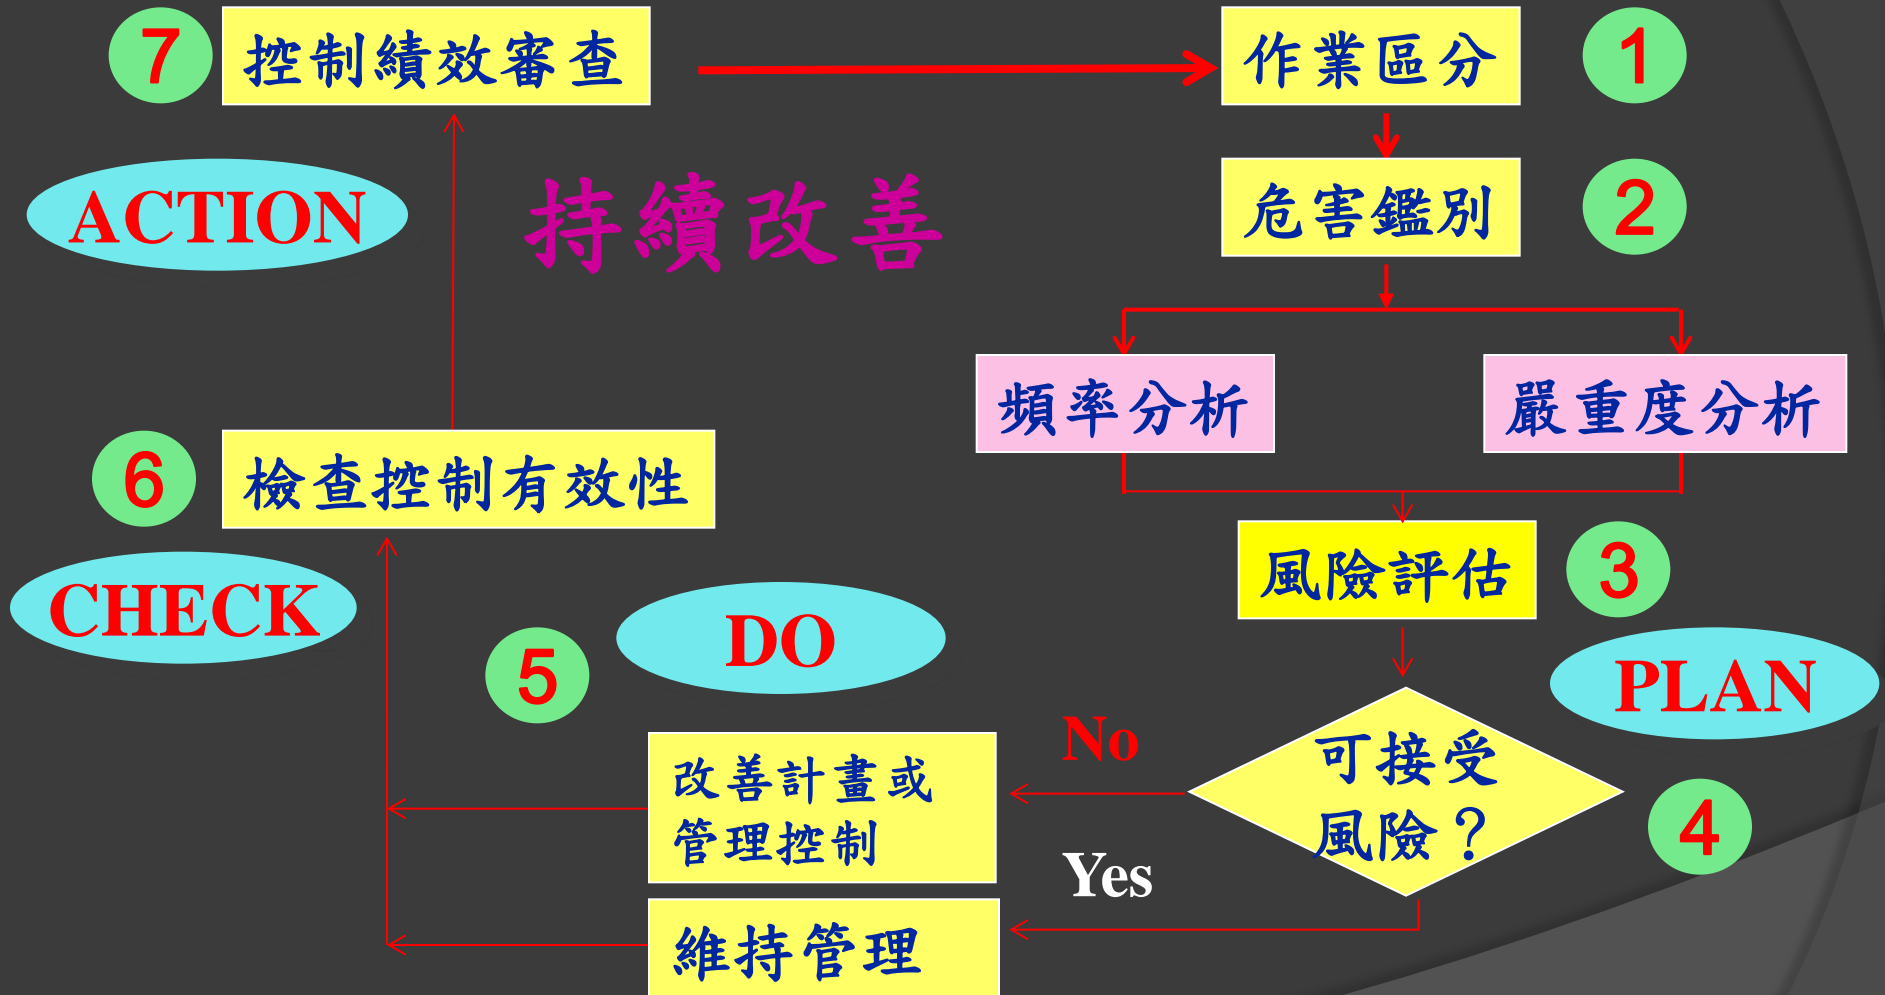 7
控制績效審查
作業區分
1
ACTION
持續改善
危害鑑別
2
頻率分析
嚴重度分析
6
檢查控制有效性
風險評估
3
CHECK
5
DO
PLAN
No
可接受
風險？
4
改善計畫或
管理控制
Yes
維持管理